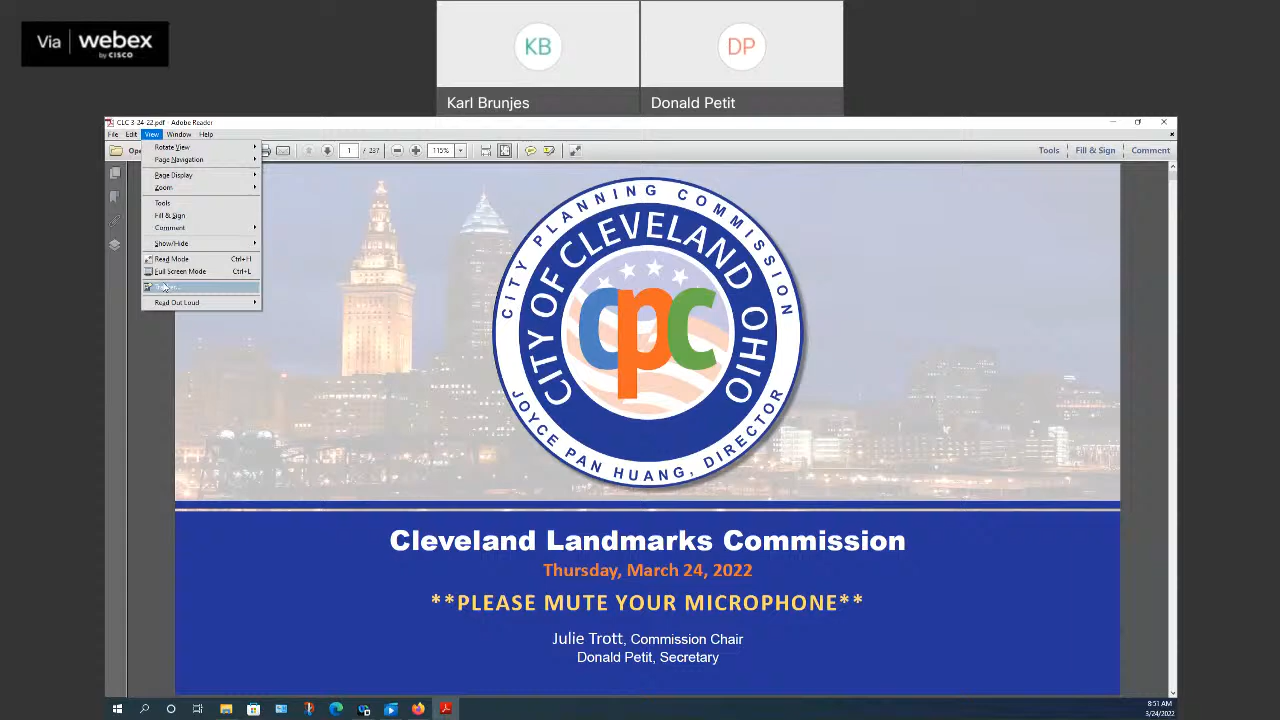 Via webex
by CISCO
KB
DP
Karl Brunjes
Donald Petit
CLC 3-24-22.pdf - Adobe Reader
File Edit View Window Help
Rotate View
Page Navigation
Page Display
Zoom
Tools
Fill & Sign
Comment
Show/Hide
Read Mode Ctrl+H
Full Screen Mode Ctrl+L
Read Out Loud
1 / 237
115%
Tools Fill & Sign Comment
CITY PLANNING COMMISSION
CITY OF CLEVELAND OHIO
cpc
JOYCE PAN HUANG, DIRECTOR
Cleveland Landmarks Commission
Thursday, March 24, 2022
**PLEASE MUTE YOUR MICROPHONE**
Julie Trott, Commission Chair
Donald Petit, Secretary
8:51 AM
3/24/2022